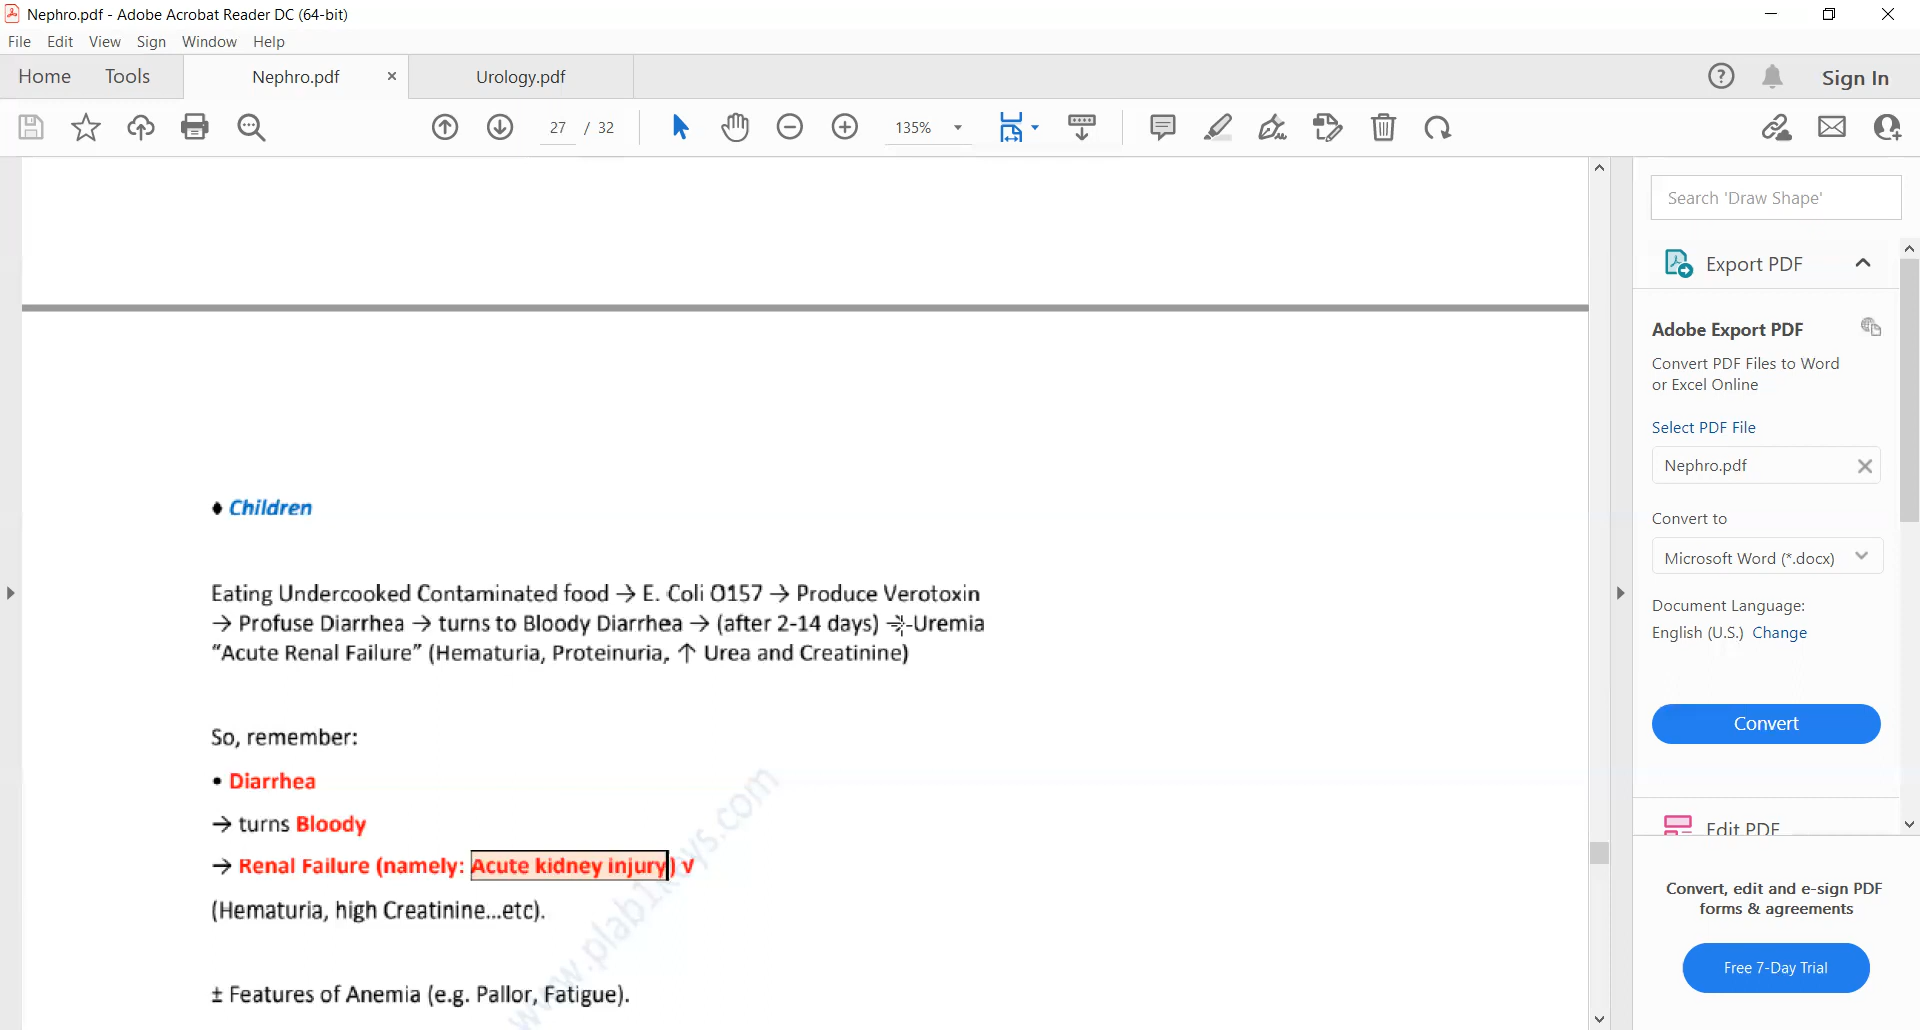 Nephro.pdf - Adobe Acrobat Reader DC (64-bit)
File Edit View Sign Window Help
Home Tools Nephro.pdf Urology.pdf Sign In
27 / 32 135%
Search 'Draw Shape'
Export PDF
Adobe Export PDF
Convert PDF Files to Word
or Excel Online
Select PDF File
Nephro.pdf
Convert to
Microsoft Word (*.docx)
Document Language:
English (U.S.) Change
Convert
Edit PDF
Convert, edit and e-sign PDF
forms & agreements
Free 7-Day Trial
♦ Children
Eating Undercooked Contaminated food → E. Coli O157 → Produce Verotoxin
→ Profuse Diarrhea → turns to Bloody Diarrhea → (after 2-14 days) →-Uremia
“Acute Renal Failure” (Hematuria, Proteinuria, ↑ Urea and Creatinine)
So, remember:
• Diarrhea
→ turns Bloody
→ Renal Failure (namely: Acute kidney injury) √
(Hematuria, high Creatinine...etc).
± Features of Anemia (e.g. Pallor, Fatigue).
www.plab1keys.com